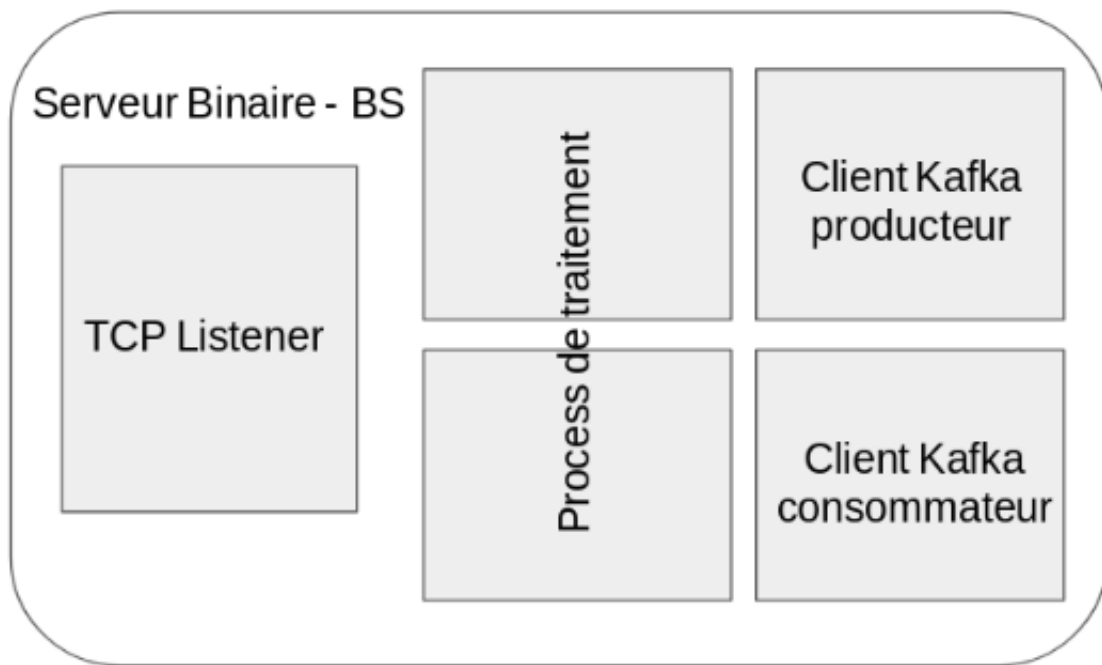 Serveur Binaire - BS
TCP Listener
Process de traitement
Client Kafka
producteur
Client Kafka
consommateur